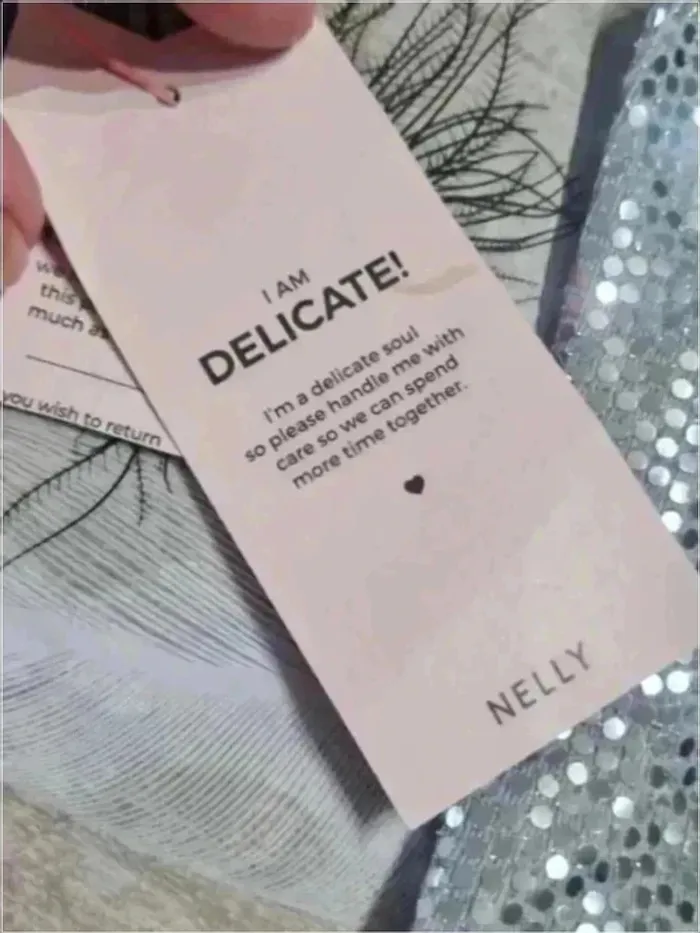 I AM
DELICATE!
I'm a delicate soul
so please handle me with
care so we can spend
more time together.
NELLY
this
much
you wish to return